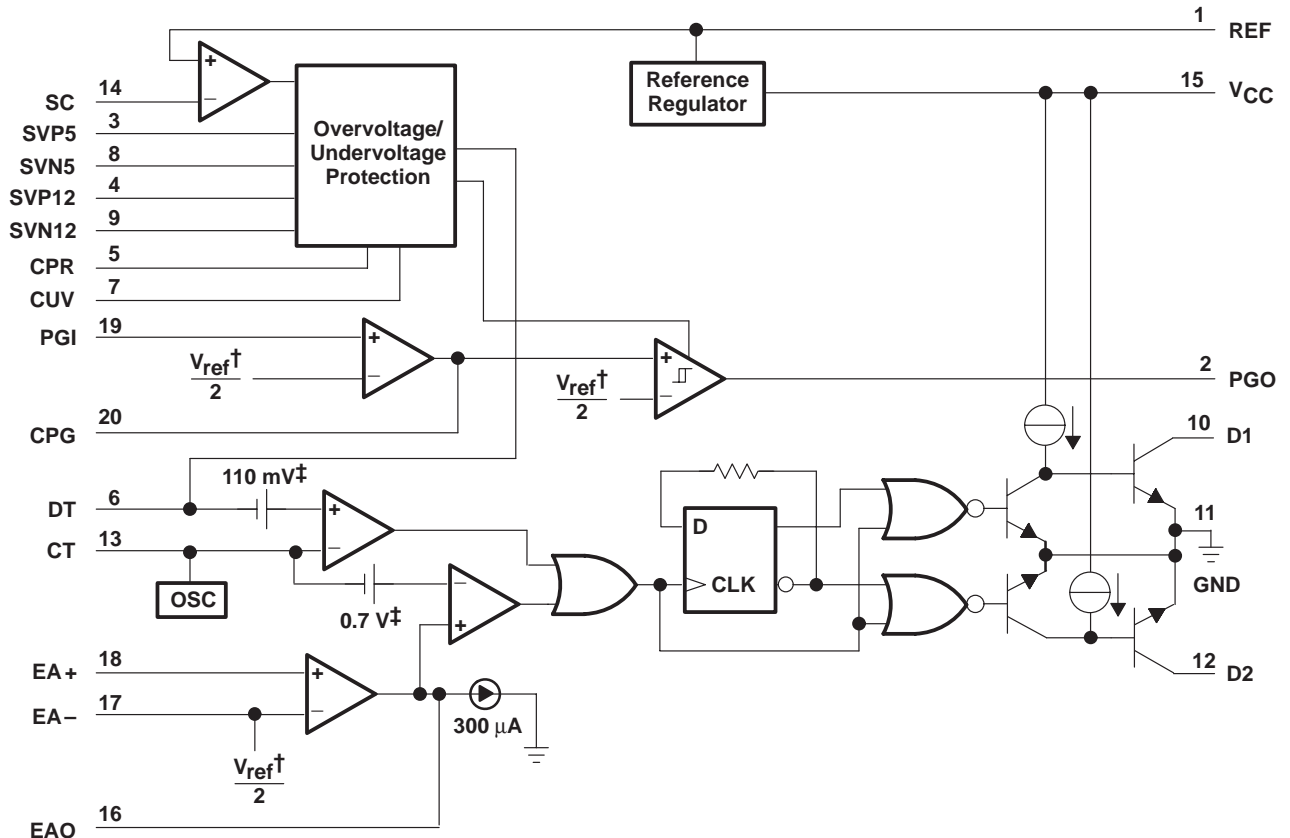 1 REF
15 VCC
Reference
Regulator
+
−
SC 14
SVP5 3
SVN5 8
SVP12 4
SVN12 9
CPR 5
CUV 7
Overvoltage/
Undervoltage
Protection
PGI 19
+
−
Vref†
2
CPG 20
+
−
Vref†
2
2 PGO
10 D1
11
GND
12 D2
DT 6
110 mV‡
CT 13
+
−
OSC
0.7 V‡
−
+
D
CLK
EA+ 18
EA− 17
+
−
Vref†
2
300 μA
EAO 16